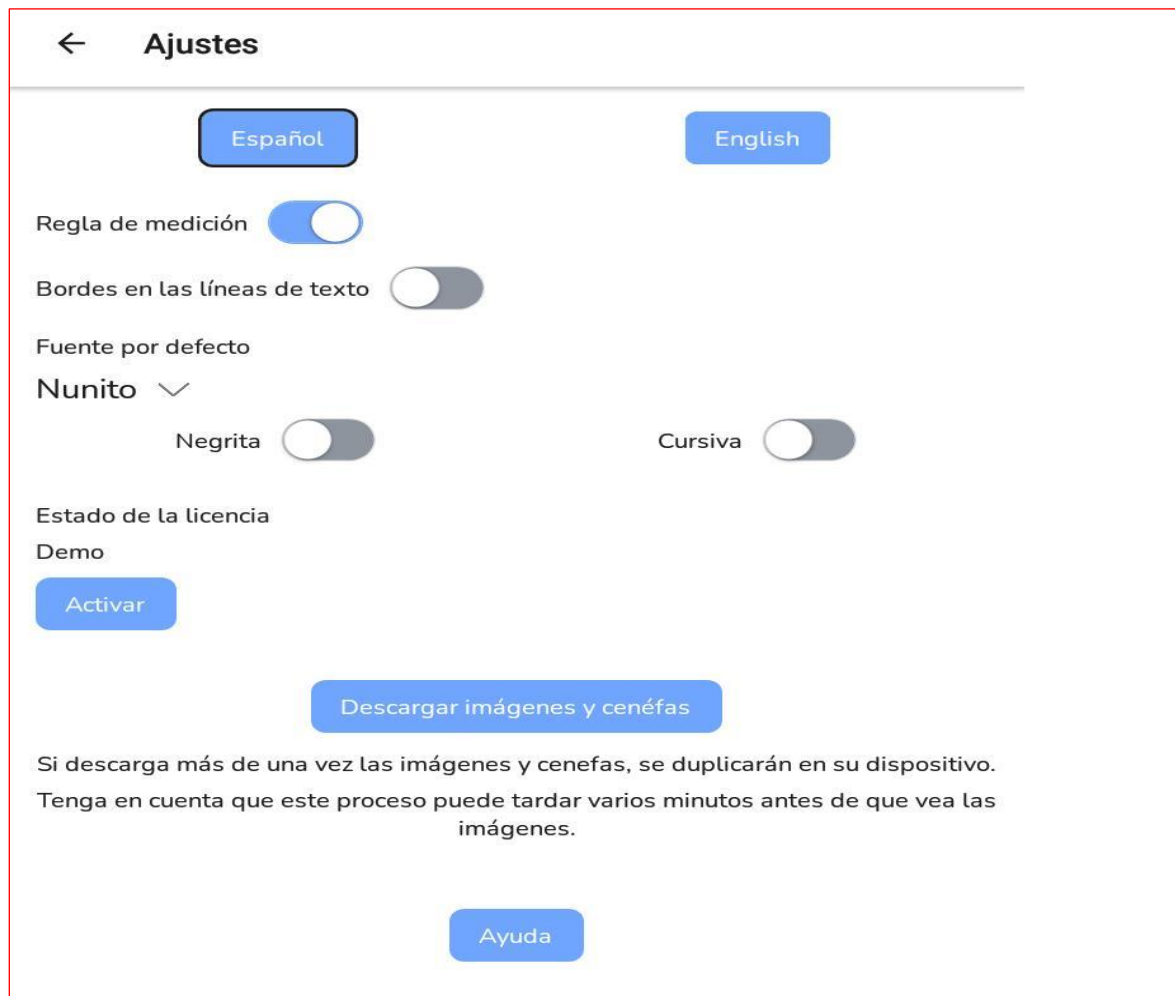 Ajustes
Español English
Regla de medición
Bordes en las líneas de texto
Fuente por defecto
Nunito
Negrita Cursiva
Estado de la licencia
Demo
Activar
Descargar imágenes y cenéfas
Si descarga más de una vez las imágenes y cenefas, se duplicarán en su dispositivo.
Tenga en cuenta que este proceso puede tardar varios minutos antes de que vea las
imágenes.
Ayuda